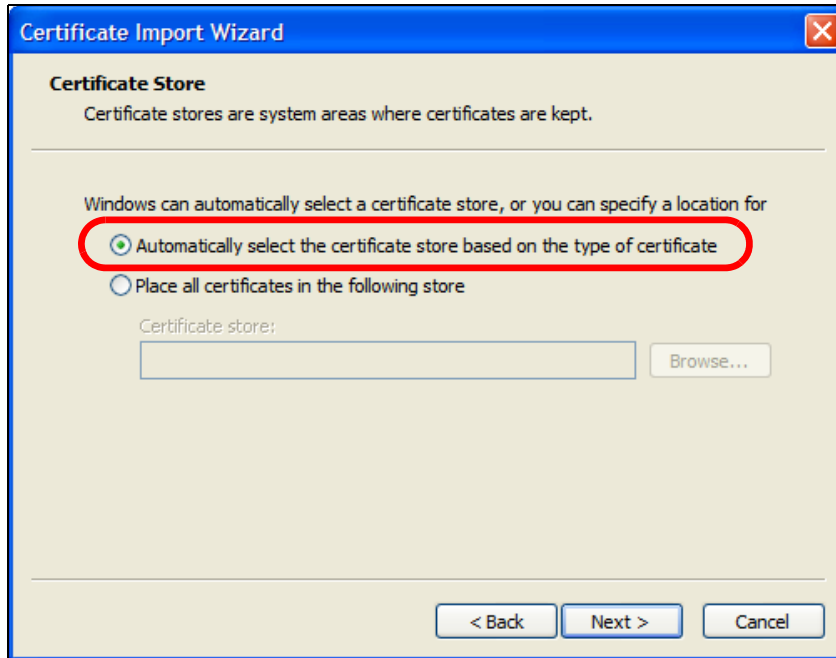 Certificate Import Wizard
Certificate Store
Certificate stores are system areas where certificates are kept.
Windows can automatically select a certificate store, or you can specify a location for
Automatically select the certificate store based on the type of certificate
Place all certificates in the following store
Certificate store:
Browse...
< Back
Next >
Cancel